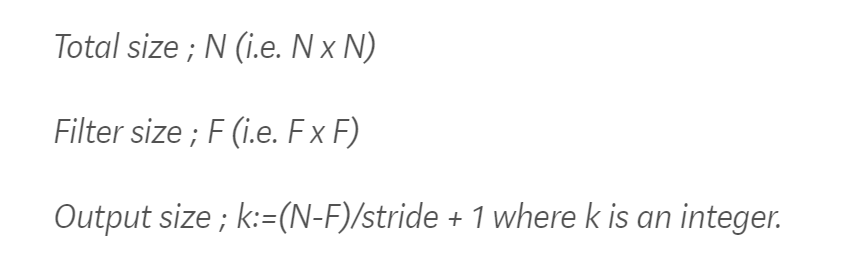 Total size ; N (i.e. N x N)
Filter size ; F (i.e. F x F)
Output size ; k:=(N-F)/stride + 1 where k is an integer.